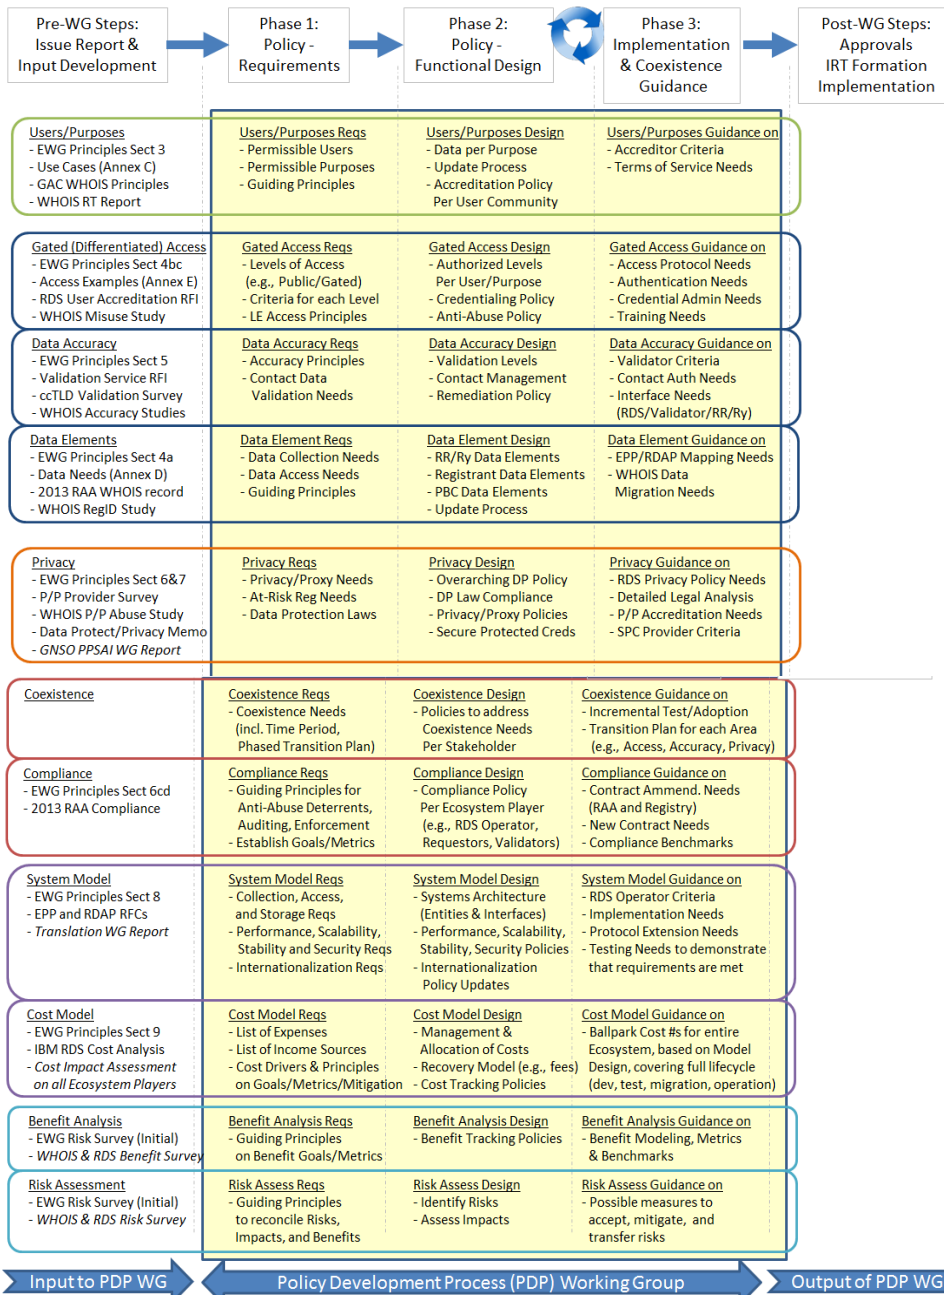 Pre-WG Steps:
Issue Report &
Input Development
Phase 1:
Policy -
Requirements
Phase 2:
Policy -
Functional Design
Phase 3:
Implementation
& Coexistence
Guidance
Post-WG Steps:
Approvals
IRT Formation
Implementation
Users/Purposes
- EWG Principles Sect 3
- Use Cases (Annex C)
- GAC WHOIS Principles
- WHOIS RT Report
Users/Purposes Reqs
- Permissible Users
- Permissible Purposes
- Guiding Principles
Users/Purposes Design
- Data per Purpose
- Update Process
- Accreditation Policy
Per User Community
Users/Purposes Guidance on
- Accreditor Criteria
- Terms of Service Needs
Gated (Differentiated) Access
- EWG Principles Sect 4bc
- Access Examples (Annex E)
- RDS User Accreditation RFI
- WHOIS Misuse Study
Gated Access Reqs
- Levels of Access
(e.g., Public/Gated)
- Criteria for each Level
- LE Access Principles
Gated Access Design
- Authorized Levels
Per User/Purpose
- Credentialing Policy
- Anti-Abuse Policy
Gated Access Guidance on
- Access Protocol Needs
- Authentication Needs
- Credential Admin Needs
- Training Needs
Data Accuracy
- EWG Principles Sect 5
- Validation Service RFI
- ccTLD Validation Survey
- WHOIS Accuracy Studies
Data Accuracy Reqs
- Accuracy Principles
- Contact Data
Validation Needs
Data Accuracy Design
- Validation Levels
- Contact Management
- Remediation Policy
Data Accuracy Guidance on
- Validator Criteria
- Contact Auth Needs
- Interface Needs
(RDS/Validator/RR/Ry)
Data Elements
- EWG Principles Sect 4a
- Data Needs (Annex D)
- 2013 RAA WHOIS record
- WHOIS RegID Study
Data Element Reqs
- Data Collection Needs
- Data Access Needs
- Guiding Principles
Data Element Design
- RR/Ry Data Elements
- Registrant Data Elements
- PBC Data Elements
- Update Process
Data Element Guidance on
- EPP/RDAP Mapping Needs
- WHOIS Data
Migration Needs
Privacy
- EWG Principles Sect 6&7
- P/P Provider Survey
- WHOIS P/P Abuse Study
- Data Protect/Privacy Memo
- GNSO PPSAI WG Report
Privacy Reqs
- Privacy/Proxy Needs
- At-Risk Reg Needs
- Data Protection Laws
Privacy Design
- Overarching DP Policy
- DP Law Compliance
- Privacy/Proxy Policies
- Secure Protected Creds
Privacy Guidance on
- RDS Privacy Policy Needs
- Detailed Legal Analysis
- P/P Accreditation Needs
- SPC Provider Criteria
Coexistence
Coexistence Reqs
- Coexistence Needs
(incl. Time Period,
Phased Transition Plan)
Coexistence Design
- Policies to address
Coexistence Needs
Per Stakeholder
Coexistence Guidance on
- Incremental Test/Adoption
- Transition Plan for each Area
(e.g., Access, Accuracy, Privacy)
Compliance
- EWG Principles Sect 6cd
- 2013 RAA Compliance
Compliance Reqs
- Guiding Principles for
Anti-Abuse Deterrents,
Auditing, Enforcement
- Establish Goals/Metrics
Compliance Design
- Compliance Policy
Per Ecosystem Player
(e.g., RDS Operator,
Requestors, Validators)
Compliance Guidance on
- Contract Ammend. Needs
(RAA and Registry)
- New Contract Needs
- Compliance Benchmarks
System Model
- EWG Principles Sect 8
- EPP and RDAP RFCs
- Translation WG Report
System Model Reqs
- Collection, Access,
and Storage Reqs
- Performance, Scalability,
Stability and Security Reqs
- Internationalization Reqs
System Model Design
- Systems Architecture
(Entities & Interfaces)
- Performance, Scalability,
Stability, Security Policies
- Internationalization
Policy Updates
System Model Guidance on
- RDS Operator Criteria
- Implementation Needs
- Protocol Extension Needs
- Testing Needs to demonstrate
that requirements are met
Cost Model
- EWG Principles Sect 9
- IBM RDS Cost Analysis
- Cost Impact Assessment
on all Ecosystem Players
Cost Model Reqs
- List of Expenses
- List of Income Sources
- Cost Drivers & Principles
on Goals/Metrics/Mitigation
Cost Model Design
- Management &
Allocation of Costs
- Recovery Model (e.g., fees)
- Cost Tracking Policies
Cost Model Guidance on
- Ballpark Cost #s for entire
Ecosystem, based on Model
Design, covering full lifecycle
(dev, test, migration, operation)
Benefit Analysis
- EWG Risk Survey (Initial)
- WHOIS & RDS Benefit Survey
Benefit Analysis Reqs
- Guiding Principles
on Benefit Goals/Metrics
Benefit Analysis Design
- Benefit Tracking Policies
Benefit Analysis Guidance on
- Benefit Modeling, Metrics
& Benchmarks
Risk Assessment
- EWG Risk Survey (Initial)
- WHOIS & RDS Risk Survey
Risk Assess Reqs
- Guiding Principles
to reconcile Risks,
Impacts, and Benefits
Risk Assess Design
- Identify Risks
- Assess Impacts
Risk Assess Guidance on
- Possible measures to
accept, mitigate, and
transfer risks
Input to PDP WG
Policy Development Process (PDP) Working Group
Output of PDP WG